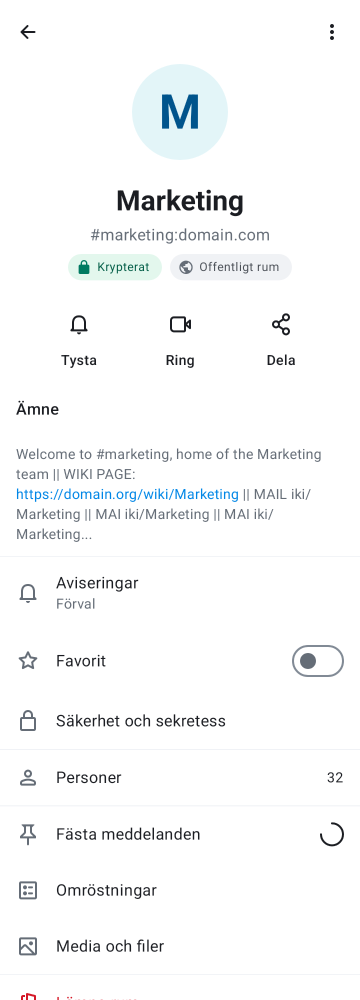 M
Marketing
#marketing:domain.com
Krypterat Offentligt rum
Tysta Ring Dela
Ämne
Welcome to #marketing, home of the Marketing
team || WIKI PAGE:
https://domain.org/wiki/Marketing || MAIL iki/
Marketing || MAI iki/Marketing || MAI iki/
Marketing...
Aviseringar
Förval
Favorit
Säkerhet och sekretess
Personer 32
Fästa meddelanden
Omröstningar
Media och filer